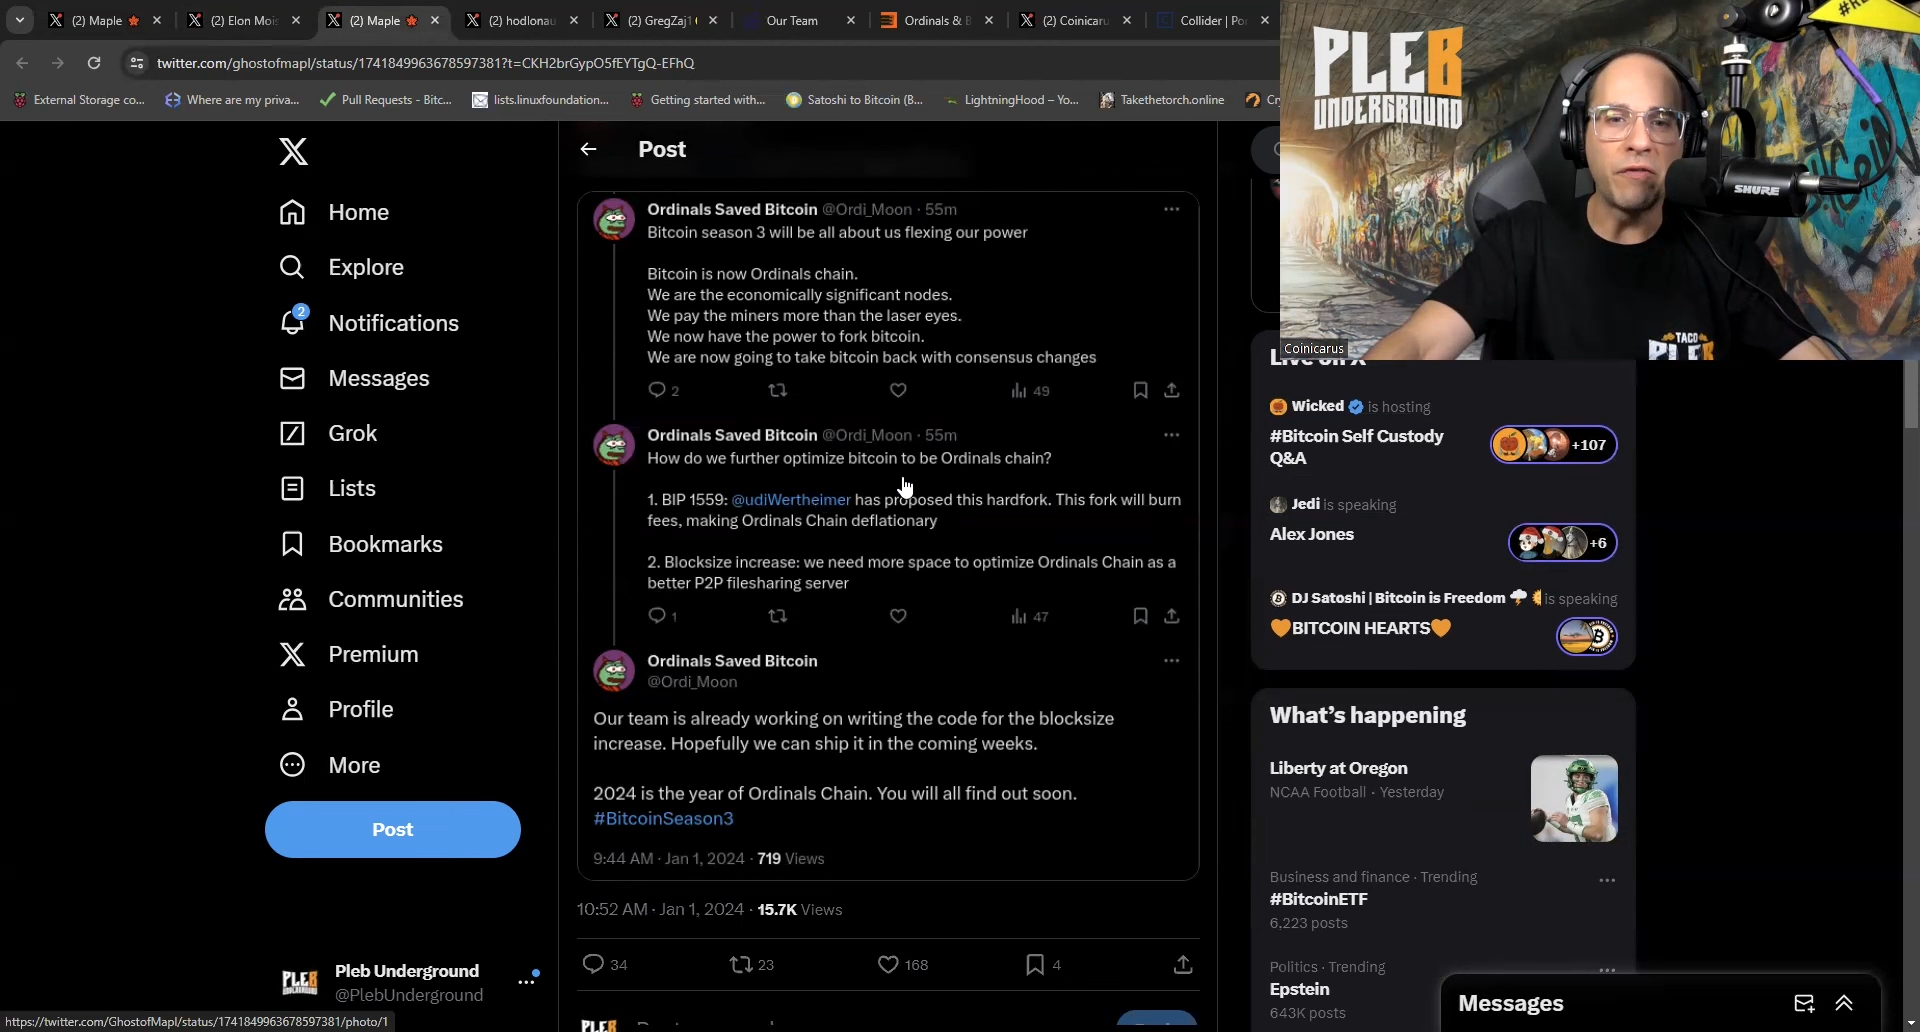 (2) Maple
(2) Elon Mo
(2) Maple
(2) hodlonau
(2) GregZaj1
Our Team
Ordinals & B
(2) Coinicaru
Collider | Po
twitter.com/ghostofmapl/status/1741849963678597381?t=CKH2brGypO5fEYTgQ-EFhQ
External Storage co...
Where are my priva...
Pull Requests - Bitc...
lists.linuxfoundation...
Getting started with...
Satoshi to Bitcoin (B...
LightningHood – Yo...
Takethetorch.online
PLEB
UNDERGROUND
SHURE
TACO
PLEB
Coinicarus
Home
Explore
2
Notifications
Messages
Grok
Lists
Bookmarks
Communities
Premium
Profile
More
Post
PLEB
Pleb Underground
@PlebUnderground
Post
Ordinals Saved Bitcoin @Ordi_Moon · 55m
Bitcoin season 3 will be all about us flexing our power
Bitcoin is now Ordinals chain.
We are the economically significant nodes.
We pay the miners more than the laser eyes.
We now have the power to fork bitcoin.
We are now going to take bitcoin back with consensus changes
2 49
Ordinals Saved Bitcoin @Ordi_Moon · 55m
How do we further optimize bitcoin to be Ordinals chain?
1. BIP 1559: @udiWertheimer has proposed this hardfork. This fork will burn
fees, making Ordinals Chain deflationary
2. Blocksize increase: we need more space to optimize Ordinals Chain as a
better P2P filesharing server
1 47
Ordinals Saved Bitcoin
@Ordi_Moon
Our team is already working on writing the code for the blocksize
increase. Hopefully we can ship it in the coming weeks.
2024 is the year of Ordinals Chain. You will all find out soon.
#BitcoinSeason3
9:44 AM · Jan 1, 2024 · 719 Views
10:52 AM · Jan 1, 2024 · 15.7K Views
34 23 168 4
Live on X
Wicked is hosting
#Bitcoin Self Custody
Q&A
+107
Jedi is speaking
Alex Jones
+6
DJ Satoshi | Bitcoin is Freedom is speaking
BITCOIN HEARTS
What's happening
Liberty at Oregon
NCAA Football · Yesterday
Business and finance · Trending
#BitcoinETF
6,223 posts
Politics · Trending
Epstein
643K posts
Messages
https://twitter.com/GhostofMapl/status/1741849963678597381/photo/1